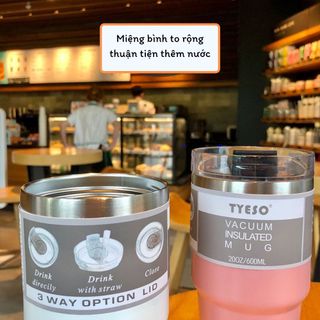 Miệng bình to rộng
thuận tiện thêm nước
Drink
direcily
Drink
with straw
Close
3 WAY OPTION LID
TYESO
VACUUM
INSULATED
MUG
20OZ/600ML